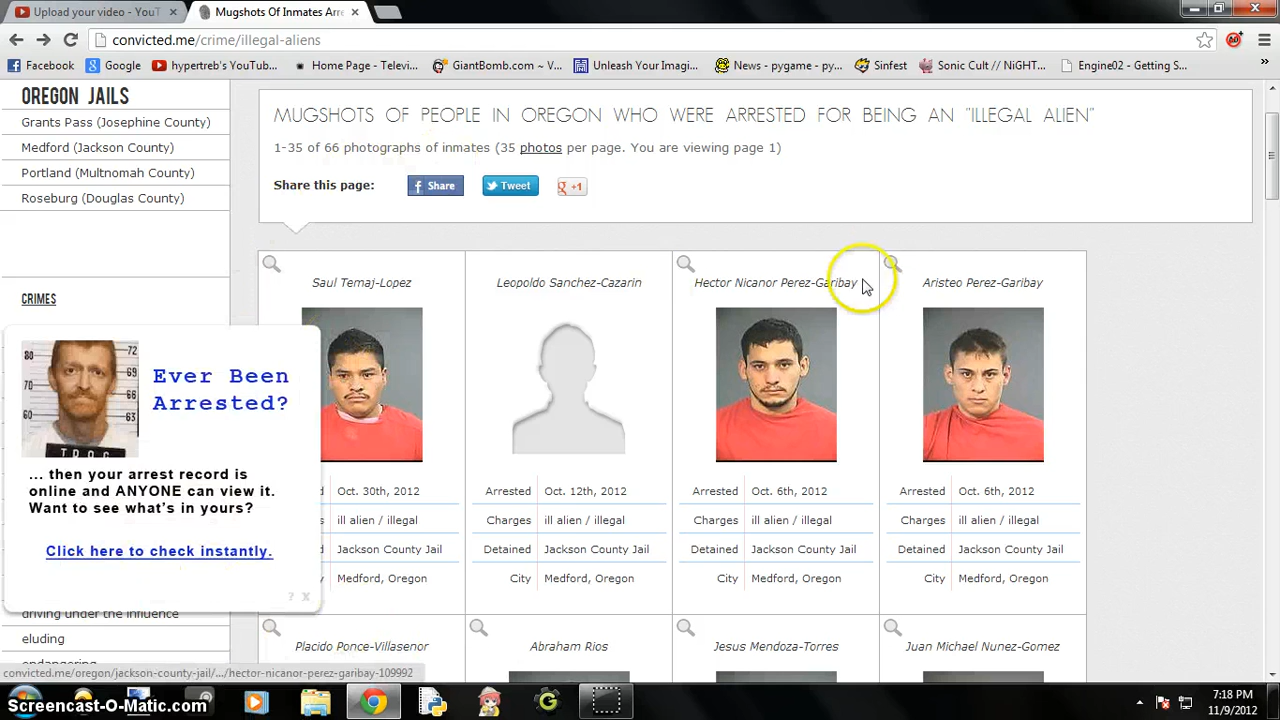 Upload your video - YouT
Mugshots Of Inmates Arre
convicted.me/crime/illegal-aliens
Facebook
Google
hypertreb's YouTub...
Home Page - Televi...
GiantBomb.com ~ V...
Unleash Your Imagi...
News - pygame - py...
Sinfest
Sonic Cult // NiGHT...
Engine02 - Getting S...
»
OREGON JAILS
Grants Pass (Josephine County)
Medford (Jackson County)
Portland (Multnomah County)
Roseburg (Douglas County)
MUGSHOTS OF PEOPLE IN OREGON WHO WERE ARRESTED FOR BEING AN "ILLEGAL ALIEN"
1-35 of 66 photographs of inmates (35 photos per page. You are viewing page 1)
Share this page:
Share
Tweet
g +1
CRIMES
Saul Temaj-Lopez
Leopoldo Sanchez-Cazarin
Hector Nicanor Perez-Garibay
Aristeo Perez-Garibay
80
70
60
72
69
66
63
Ever Been
Arrested?
... then your arrest record is
online and ANYONE can view it.
Want to see what's in yours?
Click here to check instantly.
? x
d Oct. 30th, 2012
Arrested Oct. 12th, 2012
Arrested Oct. 6th, 2012
Arrested Oct. 6th, 2012
s ill alien / illegal
Charges ill alien / illegal
Charges ill alien / illegal
Charges ill alien / illegal
d Jackson County Jail
Detained Jackson County Jail
Detained Jackson County Jail
Detained Jackson County Jail
Medford, Oregon
City Medford, Oregon
City Medford, Oregon
City Medford, Oregon
driving under the influence
eluding
endangering
Placido Ponce-Villasenor
Abraham Rios
Jesus Mendoza-Torres
Juan Michael Nunez-Gomez
convicted.me/oregon/jackson-county-jail/.../hector-nicanor-perez-garibay-109992
Screencast-O-Matic.com
7:18 PM
11/9/2012